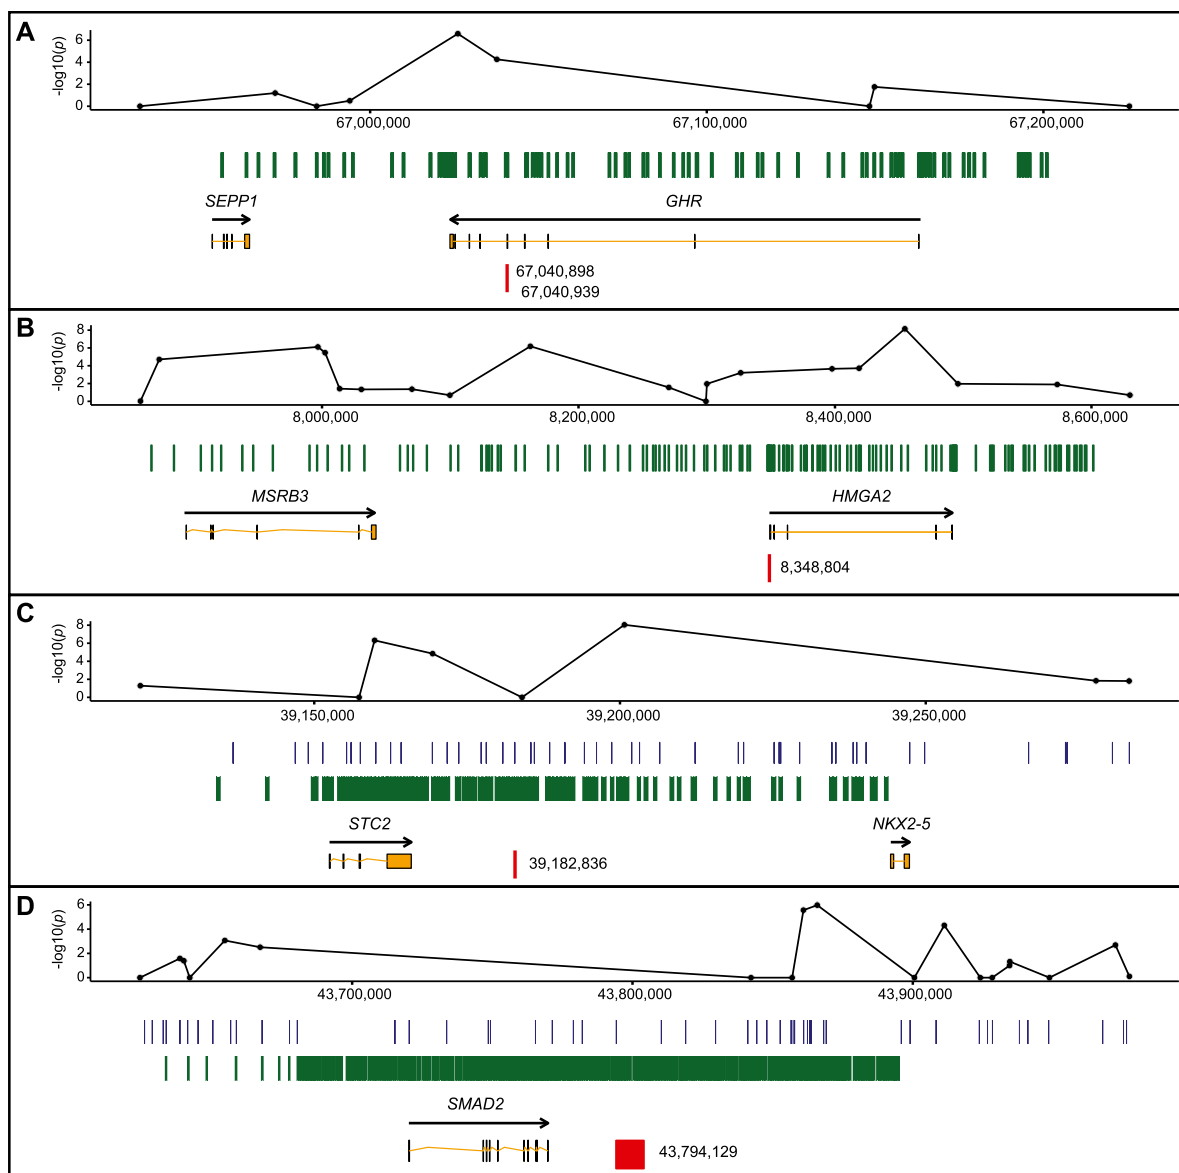 A
-log10(p)
6
4
2
0
67,000,000
67,100,000
67,200,000
SEPP1
GHR
67,040,898
67,040,939
B
-log10(p)
8
6
4
2
0
8,000,000
8,200,000
8,400,000
8,600,000
MSRB3
HMGA2
8,348,804
C
-log10(p)
8
6
4
2
0
39,150,000
39,200,000
39,250,000
STC2
NKX2-5
39,182,836
D
-log10(p)
6
4
2
0
43,700,000
43,800,000
43,900,000
SMAD2
43,794,129